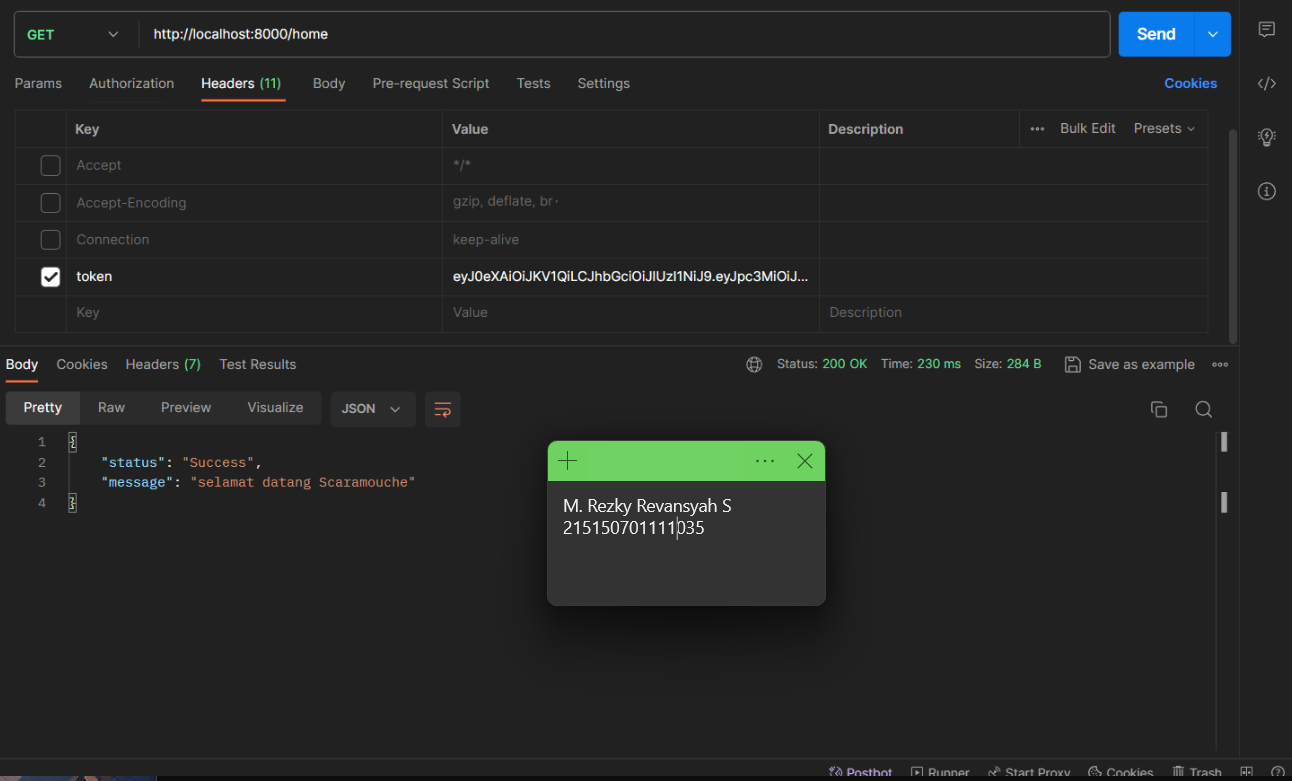 GET http://localhost:8000/home Send
Params Authorization Headers (11) Body Pre-request Script Tests Settings Cookies
Key Value Description Bulk Edit Presets
Accept */*
Accept-Encoding gzip, deflate, br
Connection keep-alive
token eyJ0eXAiOiJKV1QiLCJhbGciOiJIUzI1NiJ9.eyJpc3MiOiJ...
Key Value Description
Body Cookies Headers (7) Test Results Status: 200 OK Time: 230 ms Size: 284 B Save as example
Pretty Raw Preview Visualize JSON
1 {
2 "status": "Success",
3 "message": "selamat datang Scaramouche"
4 }
M. Rezky Revansyah S
215150701111035
Postbot Runner Start Proxy Cookies Trash